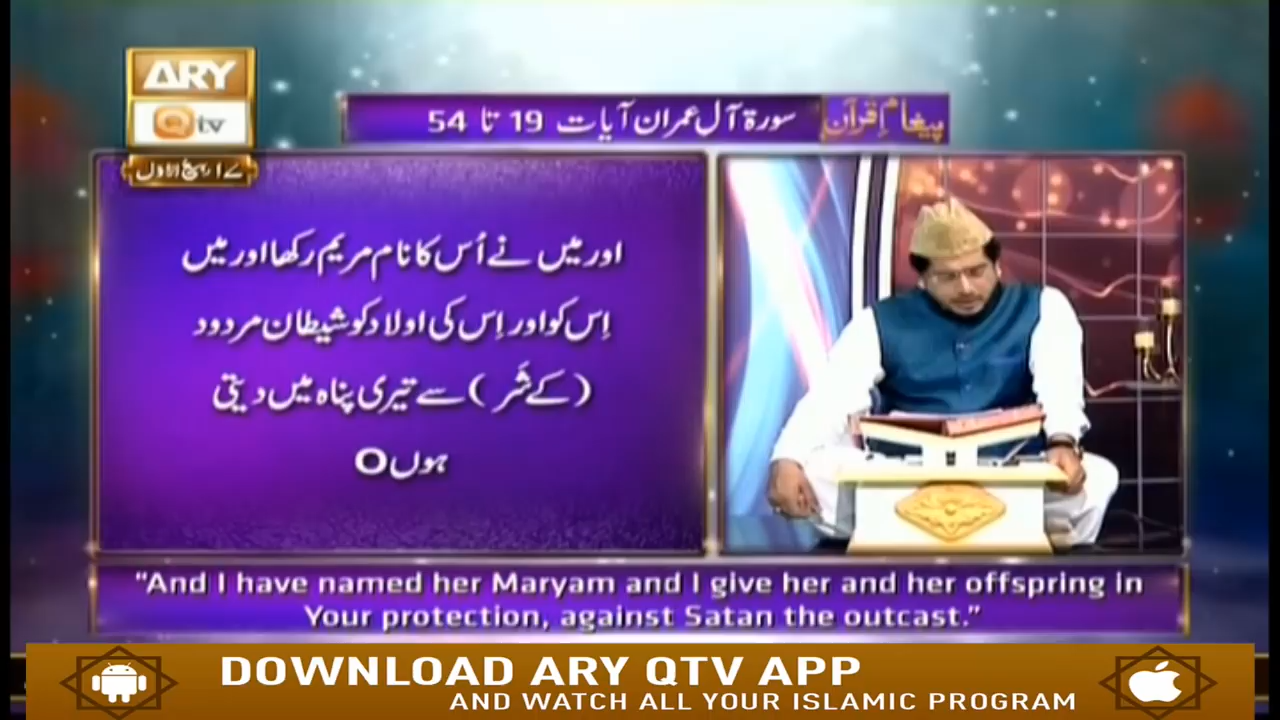 ARY
Qtv
پیغام قرآن سورۃ آل عمران آیات 19 تا 54
۱۷ ربیع الاول
اور میں نے اُس کا نام مریم رکھا اور میں
اِس کو اور اِس کی اولاد کو شیطان مردود
(کے شَر) سے تیری پناہ میں دیتی
ہوں O
“And I have named her Maryam and I give her and her offspring in
Your protection, against Satan the outcast.”
DOWNLOAD ARY QTV APP
AND WATCH ALL YOUR ISLAMIC PROGRAM